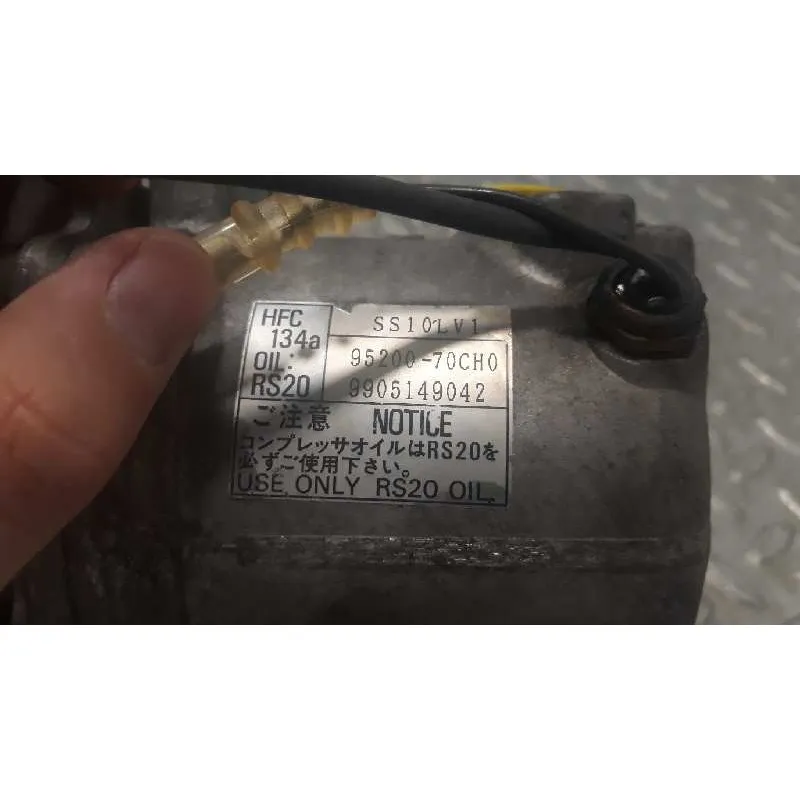 HFC
134a
OIL:
RS20
SS10LV1
95200-70CH0
9905149042
ご注意 NOTICE
コンプレッサオイルはRS20を
必ずご使用下さい。
USE ONLY RS20 OIL